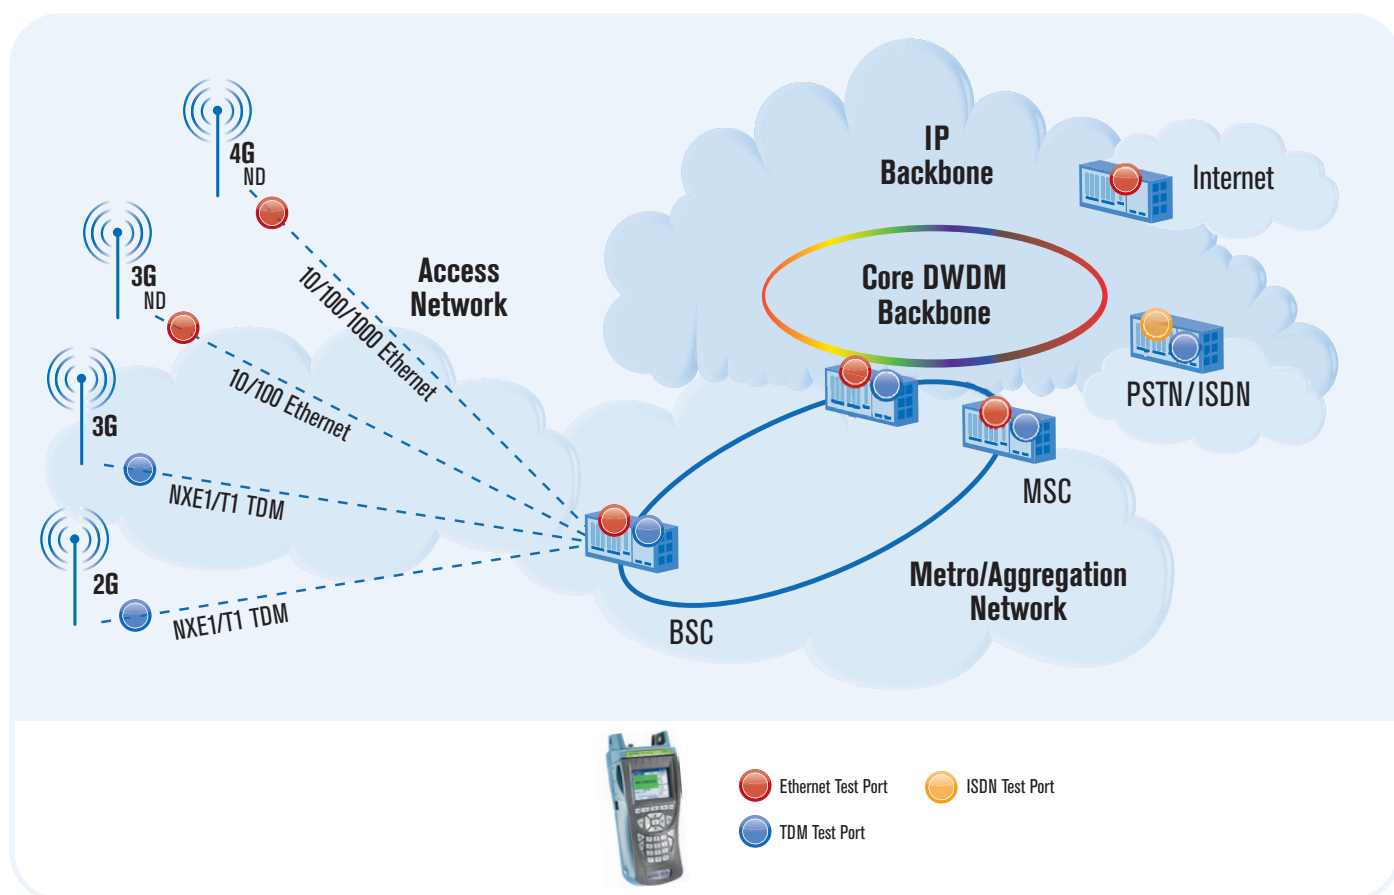 4G
ND
3G
ND
3G
2G
10/100/1000 Ethernet
10/100 Ethernet
NXE1/T1 TDM
NXE1/T1 TDM
Access
Network
IP
Backbone
Core DWDM
Backbone
Internet
PSTN/ISDN
MSC
BSC
Metro/Aggregation
Network
Ethernet Test Port
ISDN Test Port
TDM Test Port